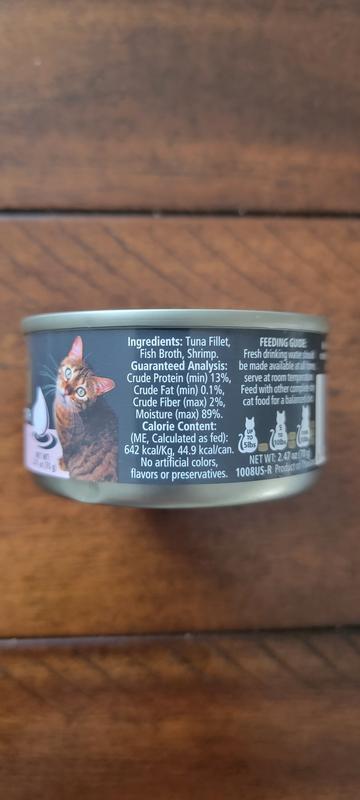 Ingredients: Tuna Fillet,
Fish Broth, Shrimp.
Guaranteed Analysis:
Crude Protein (min) 13%,
Crude Fat (min) 0.1%,
Crude Fiber (max) 2%,
Moisture (max) 89%.
Calorie Content:
(ME, Calculated as fed):
642 kcal/Kg, 44.9 kcal/can.
No artificial colors,
flavors or preservatives.
FEEDING GUIDE:
Fresh drinking water should
be made available at all times,
serve at room temperature.
Feed with other complete
cat food for a balanced
NET WT: 2.47 oz (70 g)
1008US-R Product of
NET WT